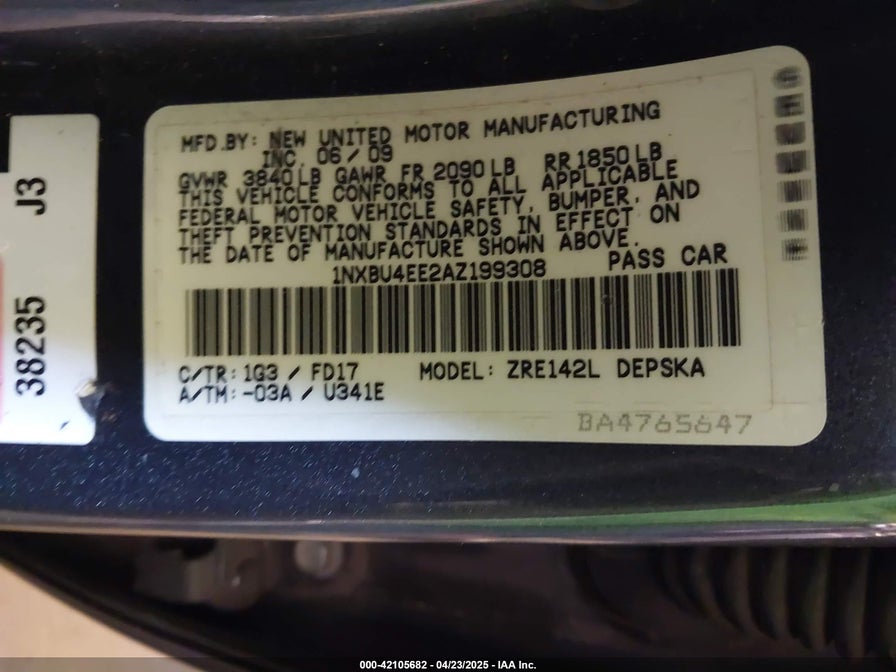 MFD.BY: NEW UNITED MOTOR MANUFACTURING
INC. 06/09
GVWR 3840LB GAWR FR 2090LB RR 1850LB
THIS VEHICLE CONFORMS TO ALL APPLICABLE
FEDERAL MOTOR VEHICLE SAFETY, BUMPER, AND
THEFT PREVENTION STANDARDS IN EFFECT ON
THE DATE OF MANUFACTURE SHOWN ABOVE.
1NXBU4EE2AZ199308 PASS CAR
C/TR: 1G3 / FD17 MODEL: ZRE142L DEPSKA
A/TM: -03A / U341E
BA4765647
38235 J3
000-42105682 - 04/23/2025 - IAA Inc.